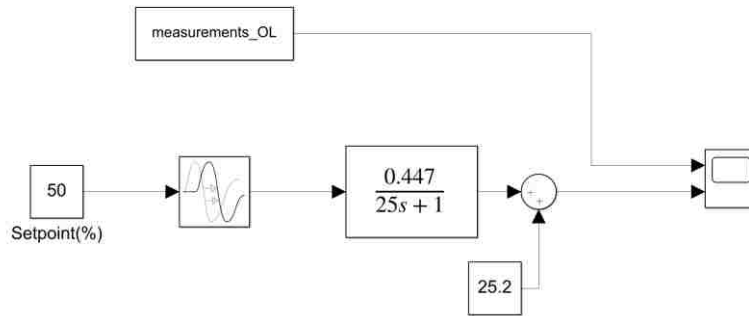 measurements_OL
50
Setpoint(%)
0.447
25s + 1
+
+
25.2